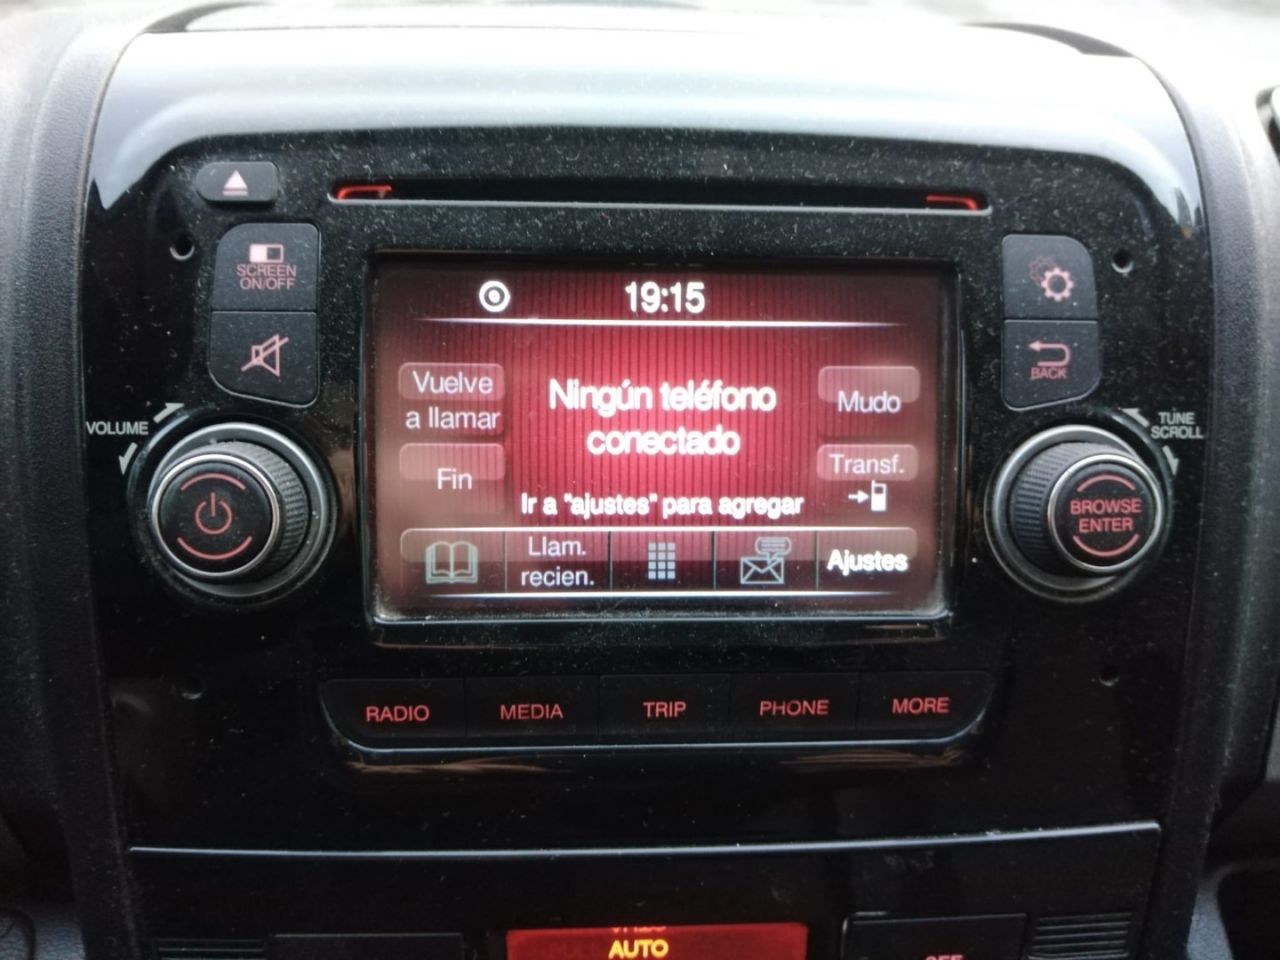 SCREEN
ON/OFF
BACK
VOLUME
TUNE
SCROLL
BROWSE
ENTER
19:15
Vuelve
a llamar
Ningún teléfono
conectado
Mudo
Fin
Transf.
Ir a "ajustes" para agregar
Llam.
recien.
Ajustes
RADIO
MEDIA
TRIP
PHONE
MORE
AUTO
OFF